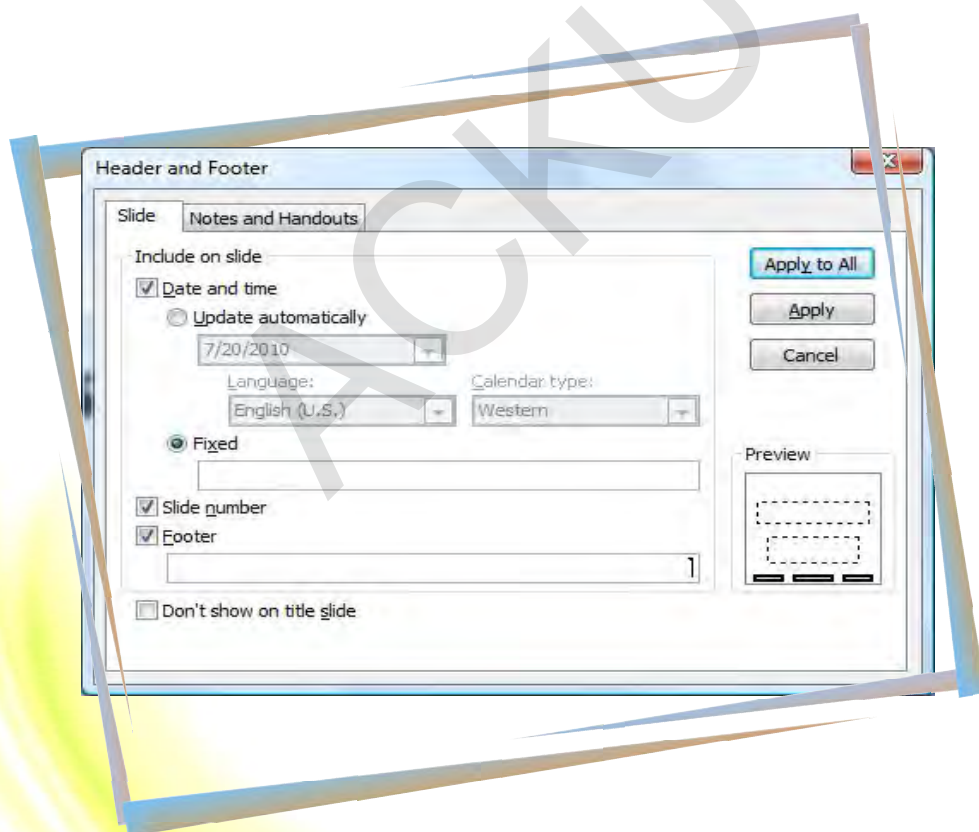 Header and Footer
Slide
Notes and Handouts
Include on slide
Date and time
Update automatically
7/20/2010
Language:
Calendar type:
English (U.S.)
Western
Fixed
Slide number
Footer
Don't show on title slide
Apply to All
Apply
Cancel
Preview
ACKU